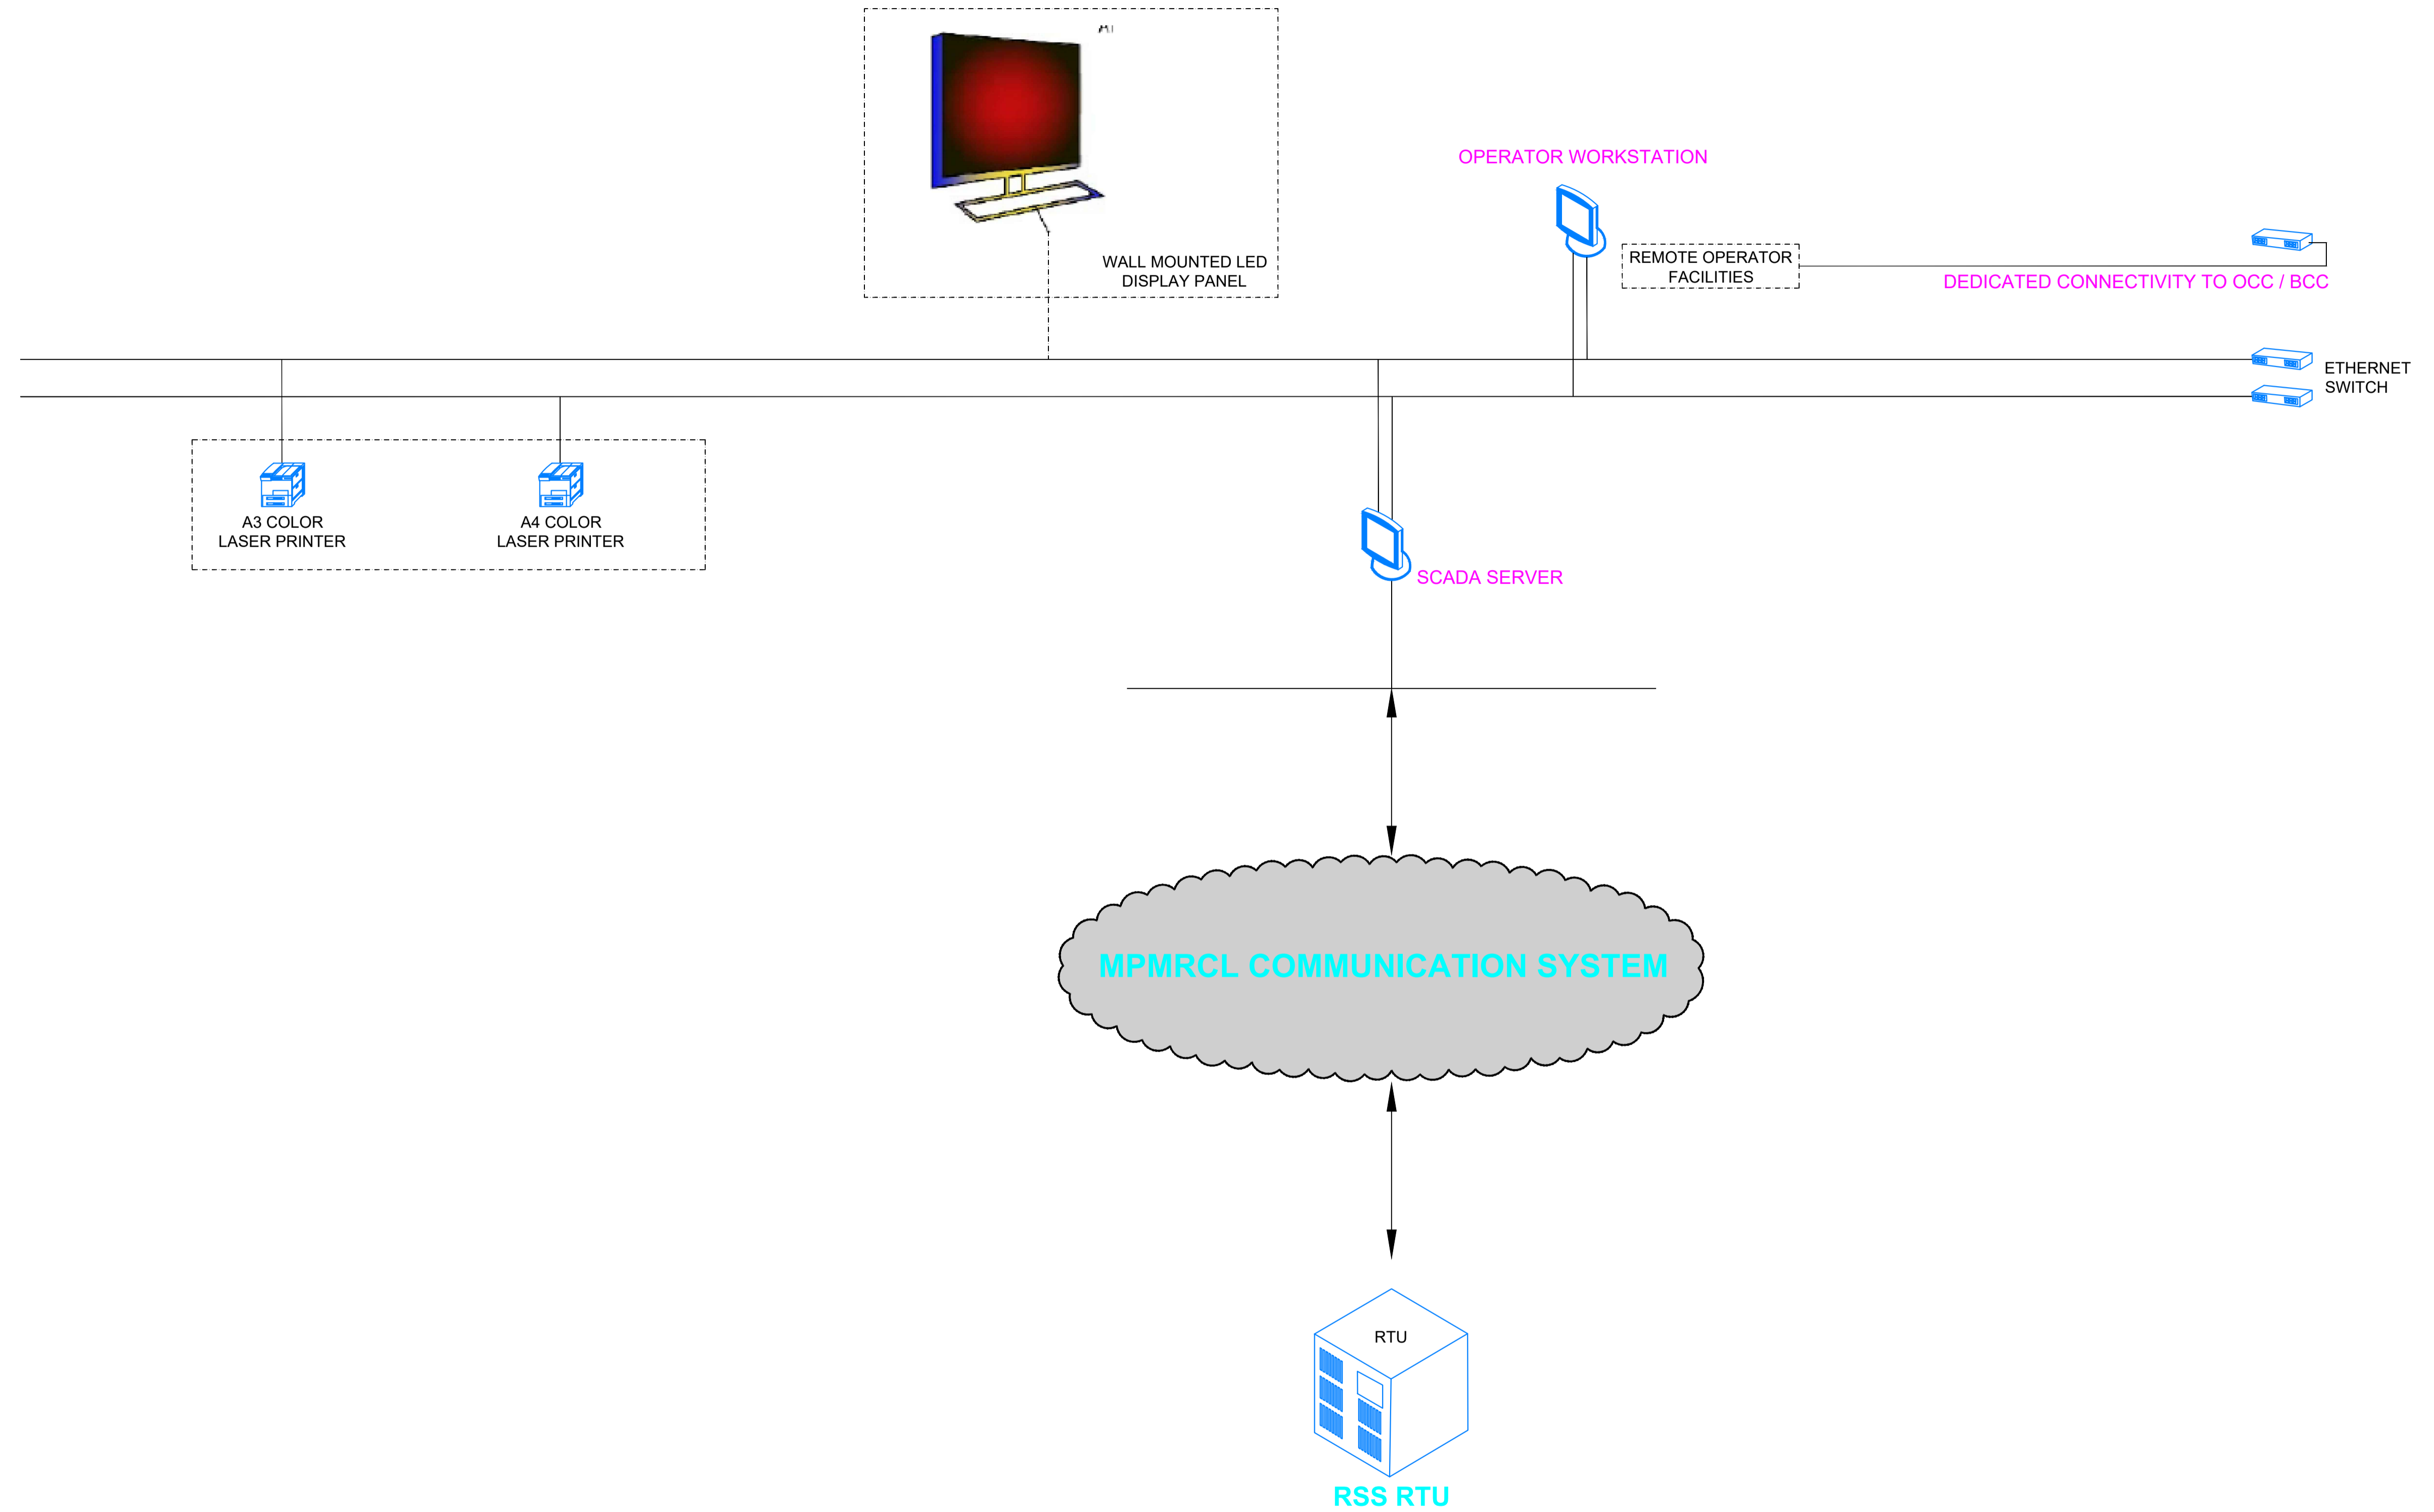 OPERATOR WORKSTATION
WALL MOUNTED LED
DISPLAY PANEL
REMOTE OPERATOR
FACILITIES
DEDICATED CONNECTIVITY TO OCC / BCC
ETHERNET
SWITCH
A3 COLOR
LASER PRINTER
A4 COLOR
LASER PRINTER
SCADA SERVER
MPMRCL COMMUNICATION SYSTEM
RTU
RSS RTU